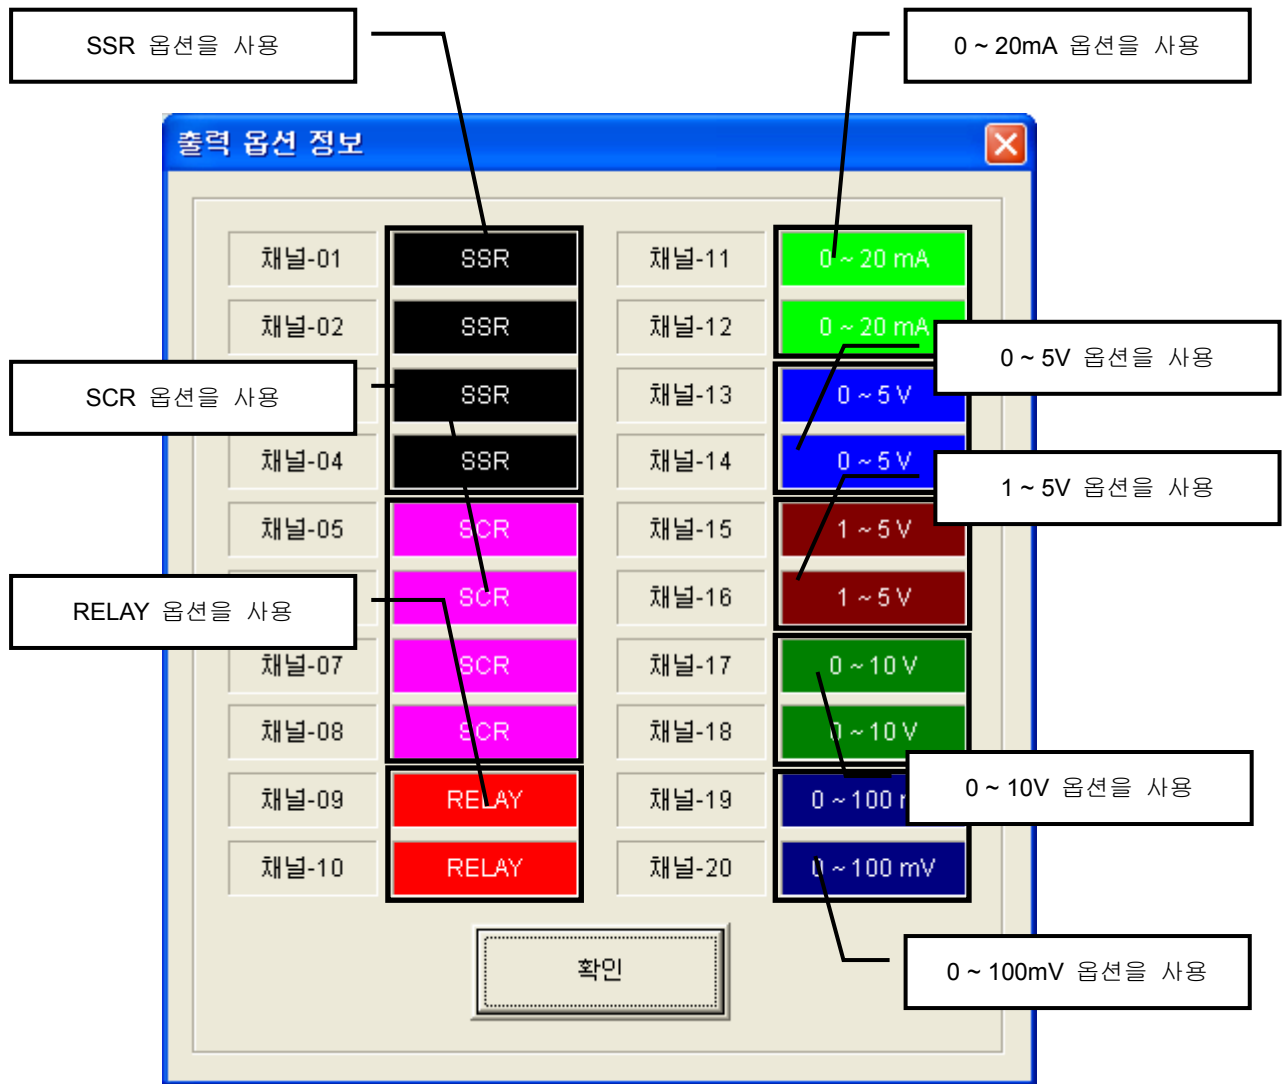 SSR 옵션을 사용
0 ~ 20mA 옵션을 사용
출력 옵션 정보
채널-01 SSR 채널-11 0 ~ 20 mA
채널-02 SSR 채널-12 0 ~ 20 mA
0 ~ 5V 옵션을 사용
SCR 옵션을 사용
SSR 채널-13 0 ~ 5 V
채널-04 SSR 채널-14 0 ~ 5 V
1 ~ 5V 옵션을 사용
채널-05 SCR 채널-15 1 ~ 5 V
SCR 채널-16 1 ~ 5 V
RELAY 옵션을 사용
채널-07 SCR 채널-17 0 ~ 10 V
채널-08 SCR 채널-18 0 ~ 10 V
0 ~ 10V 옵션을 사용
채널-09 RELAY 채널-19 0 ~ 100
채널-10 RELAY 채널-20 0 ~ 100 mV
확인
0 ~ 100mV 옵션을 사용